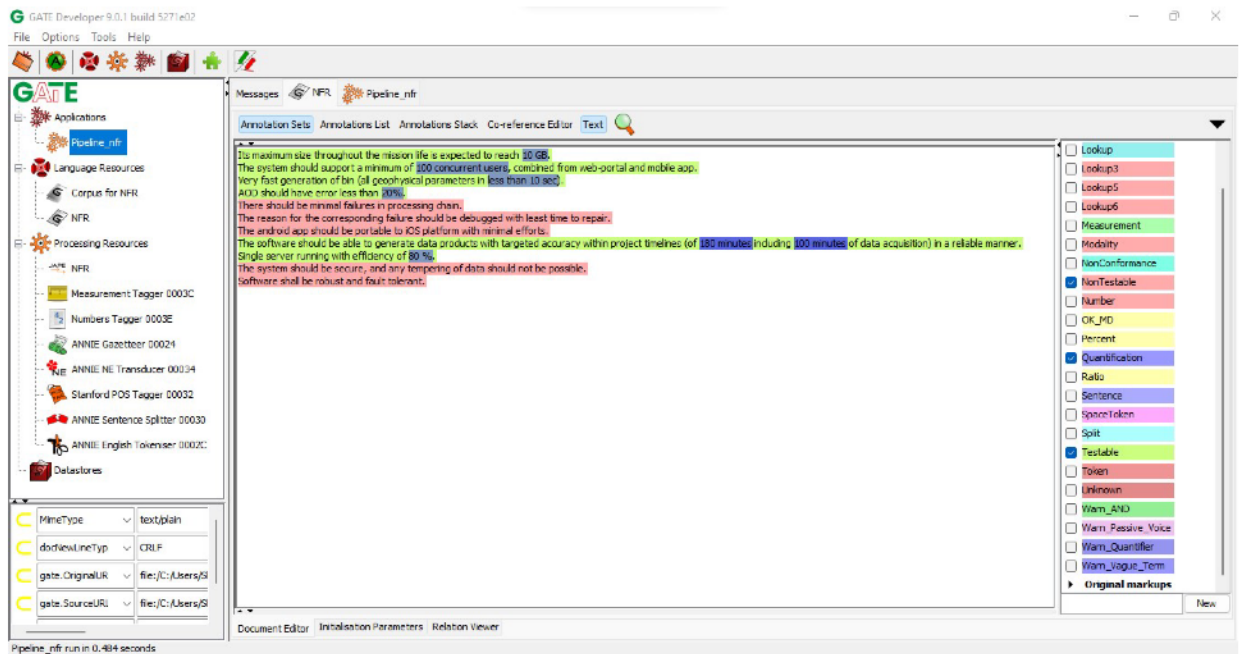 GATE Developer 9.0.1 build 5271e02
File Options Tools Help
GATE
Applications
Pipeline_nfr
Language Resources
Corpus for NFR
NFR
Processing Resources
NFR
Measurement Tagger 0003C
Numbers Tagger 0003E
ANNIE Gazetteer 00024
ANNIE NE Transducer 00034
Stanford POS Tagger 00032
ANNIE Sentence Splitter 00030
ANNIE English Tokeniser 0002C
Datastores
MimeType text/plain
docNewLineTyp CRLF
gate.OriginalUR file:/C:/Users/S
gate.SourceURL file:/C:/Users/S
Messages NFR Pipeline_nfr
Annotation Sets Annotations List Annotations Stack Co-reference Editor Text
Its maximum size throughout the mission life is expected to reach 10 GB.
The system should support a minimum of 100 concurrent users, combined from web-portal and mobile app.
Very fast generation of bin (all geophysical parameters in less than 10 sec).
AOD should have error less than 20%.
There should be minimal failures in processing chain.
The reason for the corresponding failure should be debugged with least time to repair.
The android app should be portable to iOS platform with minimal efforts.
The software should be able to generate data products with targeted accuracy within project timelines (of 180 minutes including 100 minutes of data acquisition) in a reliable manner.
Single server running with efficiency of 80 %.
The system should be secure, and any tempering of data should not be possible.
Software shall be robust and fault tolerant.
Lookup
Lookup3
Lookup5
Lookup6
Measurement
Modality
NonConformance
NonTestable
Number
OK_MD
Percent
Quantification
Ratio
Sentence
SpaceToken
Split
Testable
Token
Unknown
Warn_AND
Warn_Passive_Voice
Warn_Quantifier
Warn_Vague_Term
Original markups
New
Document Editor Initialisation Parameters Relation Viewer
Pipeline_nfr run in 0.484 seconds